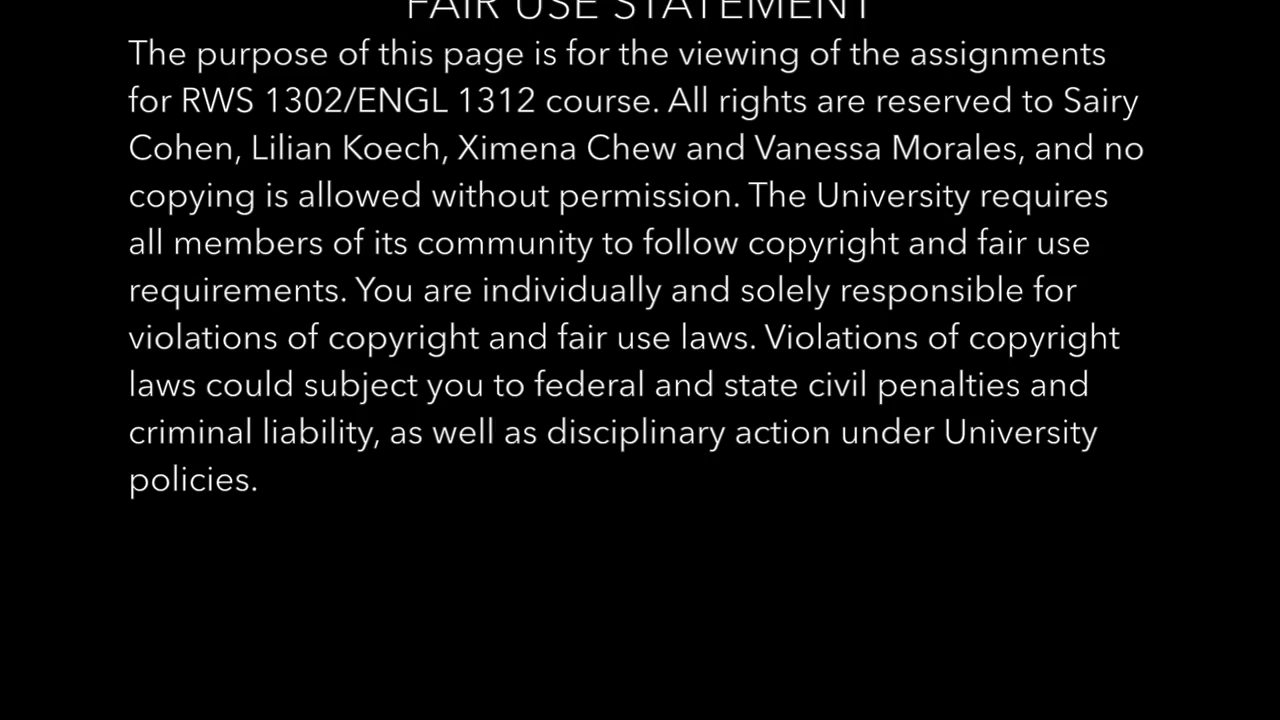 FAIR USE STATEMENT
The purpose of this page is for the viewing of the assignments
for RWS 1302/ENGL 1312 course. All rights are reserved to Sairy
Cohen, Lilian Koech, Ximena Chew and Vanessa Morales, and no
copying is allowed without permission. The University requires
all members of its community to follow copyright and fair use
requirements. You are individually and solely responsible for
violations of copyright and fair use laws. Violations of copyright
laws could subject you to federal and state civil penalties and
criminal liability, as well as disciplinary action under University
policies.